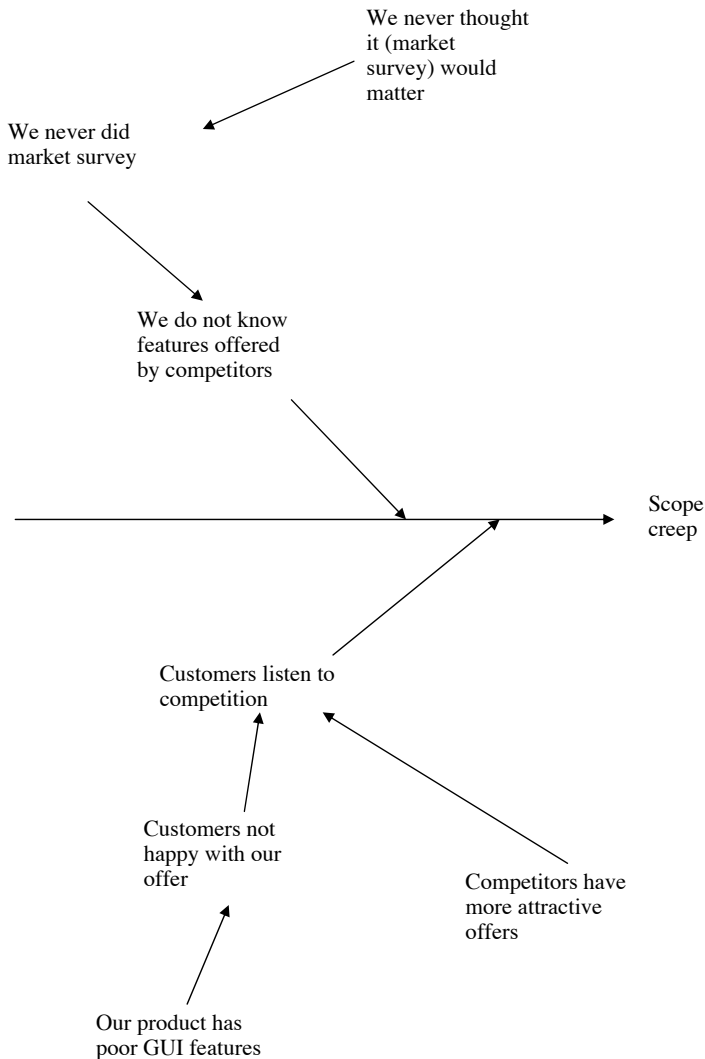 We never thought
it (market
survey) would
matter
We never did
market survey
We do not know
features offered
by competitors
Scope
creep
Customers listen to
competition
Customers not
happy with our
offer
Competitors have
more attractive
offers
Our product has
poor GUI features